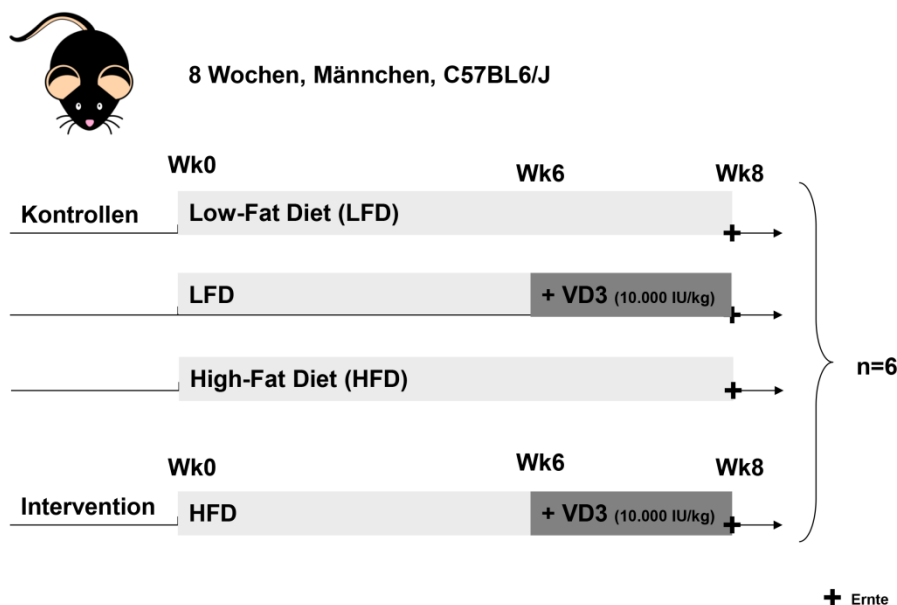 8 Wochen, Männchen, C57BL6/J
Wk0 Wk6 Wk8
Kontrollen Low-Fat Diet (LFD)
LFD + VD3 (10.000 IU/kg)
High-Fat Diet (HFD)
n=6
Wk0 Wk6 Wk8
Intervention HFD + VD3 (10.000 IU/kg)
Ernte